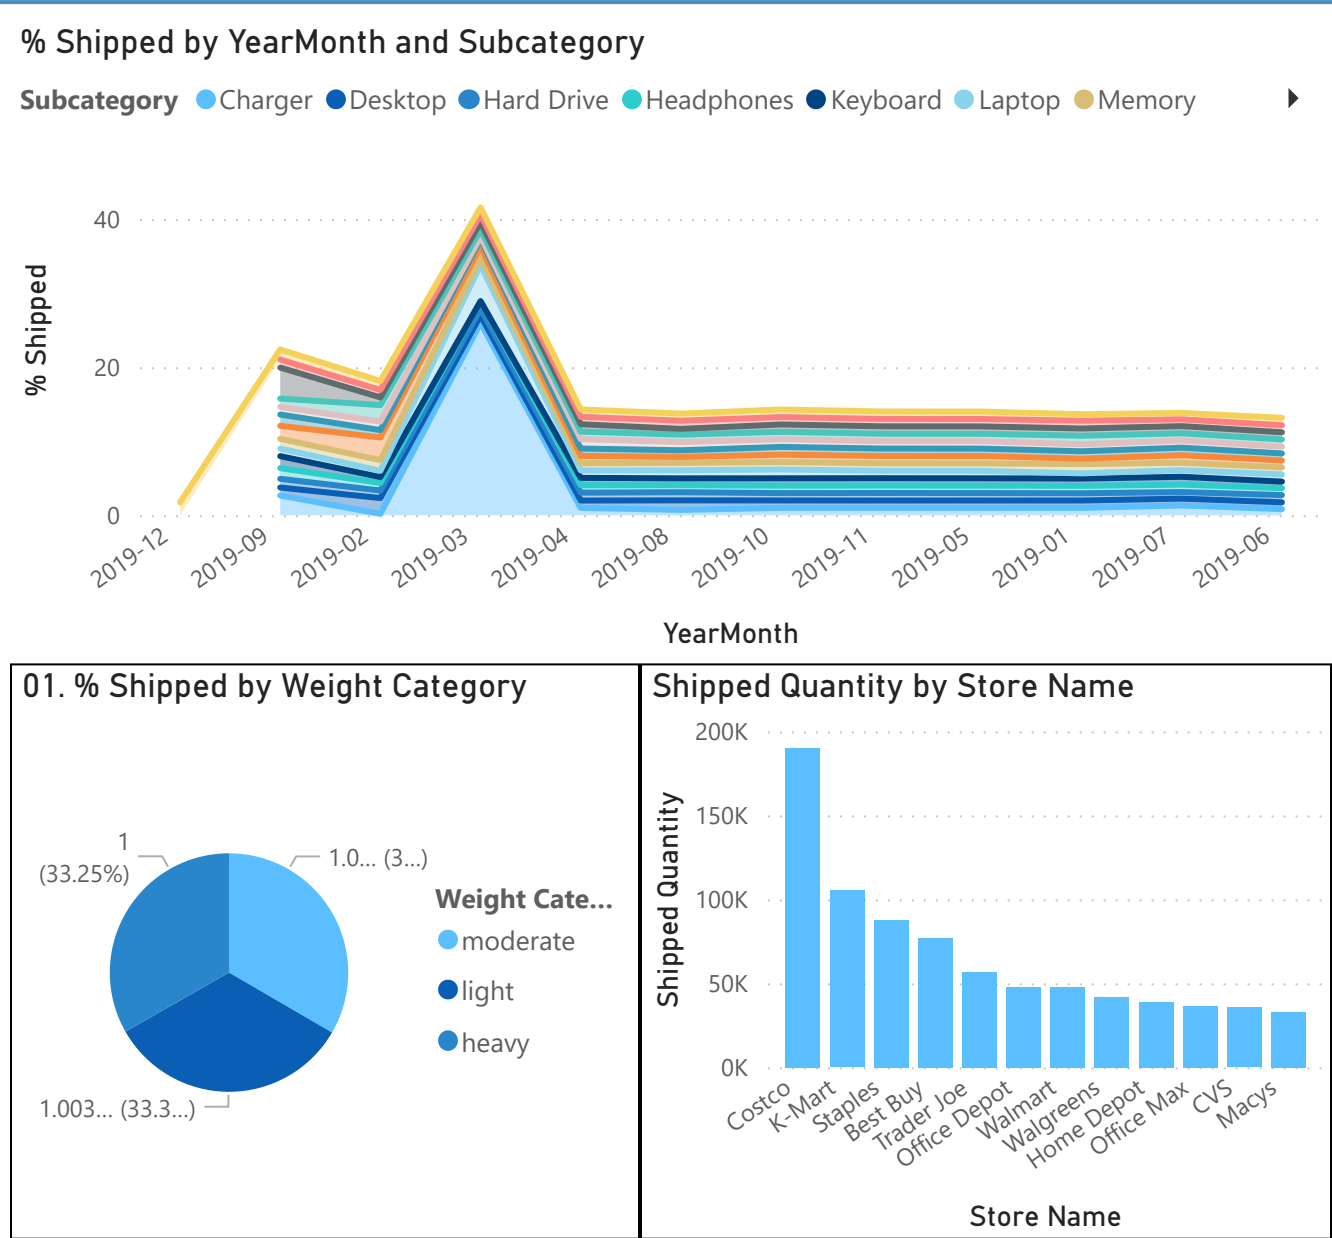 % Shipped by YearMonth and Subcategory
Subcategory Charger Desktop Hard Drive Headphones Keyboard Laptop Memory
40
20
0
% Shipped
2019-12 2019-09 2019-02 2019-03 2019-04 2019-08 2019-10 2019-11 2019-05 2019-01 2019-07 2019-06
YearMonth
01. % Shipped by Weight Category
1
(33.25%)
1.0... (3...)
1.003... (33.3...)
Weight Cate...
moderate
light
heavy
Shipped Quantity by Store Name
200K
150K
100K
50K
0K
Shipped Quantity
Costco K-Mart Staples Best Buy Trader Joe Office Depot Walmart Walgreens Home Depot Office Max CVS Macys
Store Name